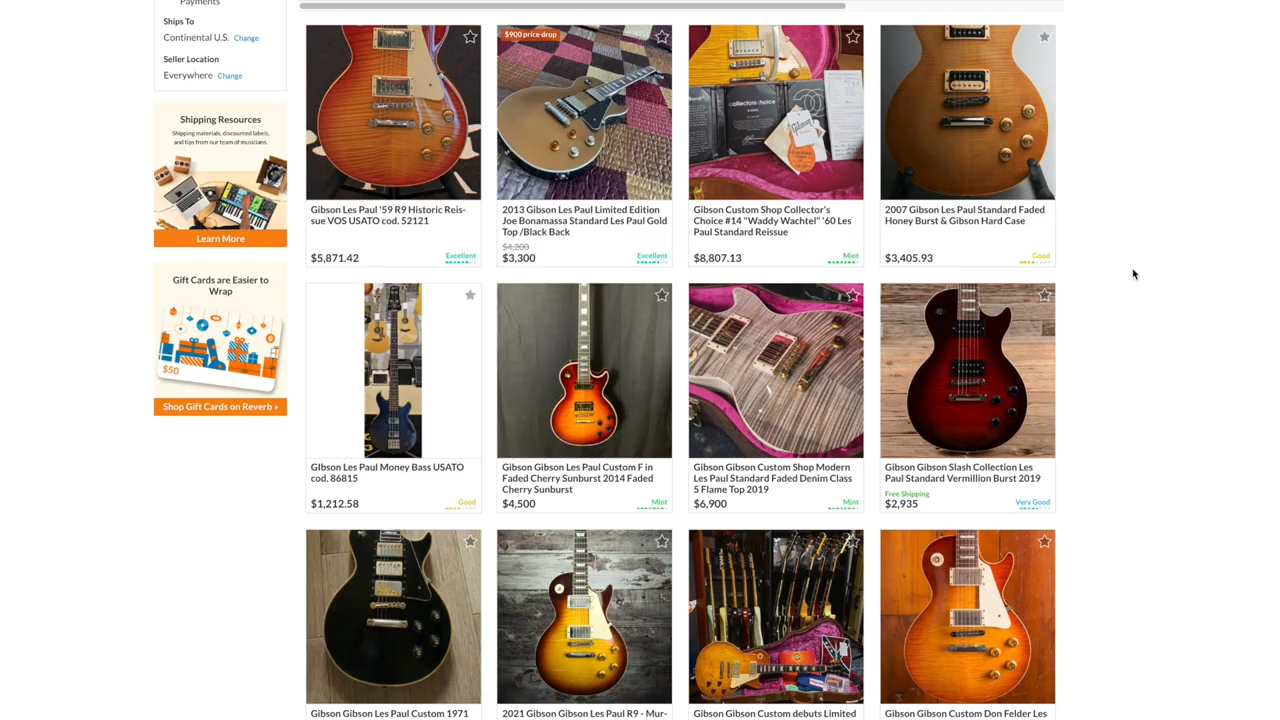 Payments
Ships To
Continental U.S. Change
Seller Location
Everywhere Change
Shipping Resources
Shipping materials, discounted labels,
and tips from our team of musicians.
Learn More
Gift Cards are Easier to
Wrap
$50
Shop Gift Cards on Reverb »
Gibson Les Paul '59 R9 Historic Reis-
sue VOS USATO cod. 52121
$5,871.42
Excellent
$900 price drop
2013 Gibson Les Paul Limited Edition
Joe Bonamassa Standard Les Paul Gold
Top /Black Back
$4,200
$3,300
Excellent
collector's choice
Gibson
Gibson Custom Shop Collector's
Choice #14 "Waddy Wachtel" '60 Les
Paul Standard Reissue
$8,807.13
Mint
2007 Gibson Les Paul Standard Faded
Honey Burst & Gibson Hard Case
$3,405.93
Good
GIbson Les Paul Money Bass USATO
cod. 86815
$1,212.58
Good
Gibson Gibson Les Paul Custom F in
Faded Cherry Sunburst 2014 Faded
Cherry Sunburst
$4,500
Mint
Gibson Gibson Custom Shop Modern
Les Paul Standard Faded Denim Class
5 Flame Top 2019
$6,900
Mint
Gibson Gibson Slash Collection Les
Paul Standard Vermillion Burst 2019
Free Shipping
$2,935
Very Good
Gibson Gibson Les Paul Custom 1971
2021 Gibson Gibson Les Paul R9 - Mur-
Gibson Gibson Custom debuts Limited
Gibson Gibson Custom Don Felder Les